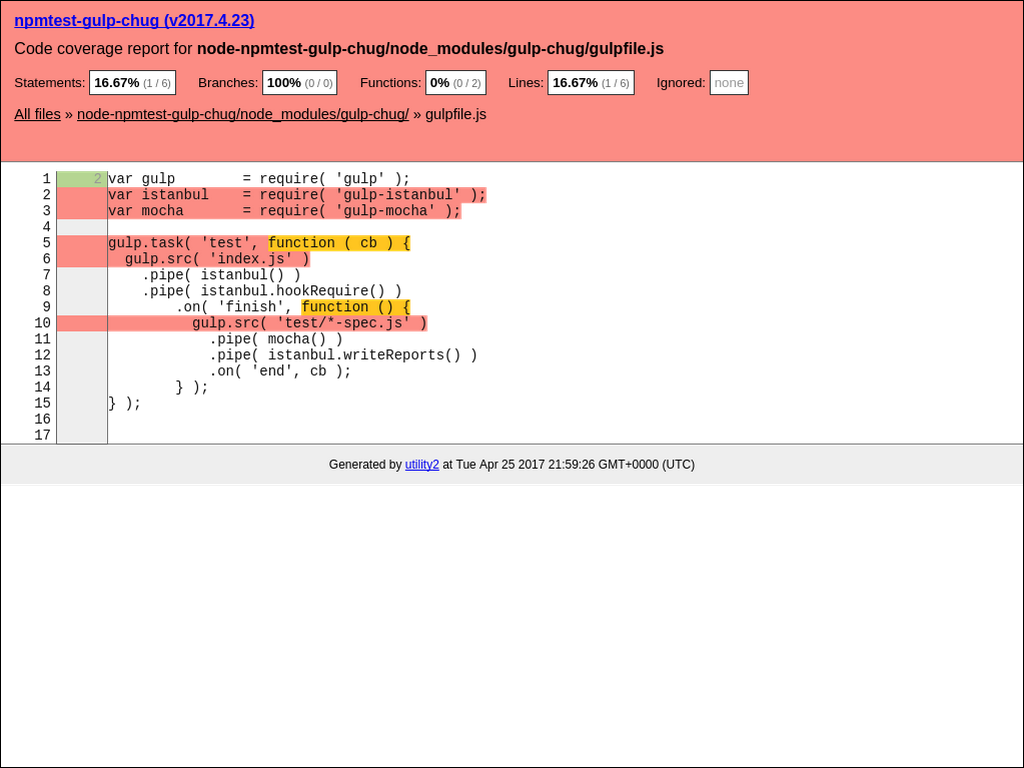 npmtest-gulp-chug (v2017.4.23)
Code coverage report for node-npmtest-gulp-chug/node_modules/gulp-chug/gulpfile.js
Statements: 16.67% (1 / 6) Branches: 100% (0 / 0) Functions: 0% (0 / 2) Lines: 16.67% (1 / 6) Ignored: none
All files » node-npmtest-gulp-chug/node_modules/gulp-chug/ » gulpfile.js
1 2 var gulp        = require( 'gulp' );
2 var istanbul    = require( 'gulp-istanbul' );
3 var mocha       = require( 'gulp-mocha' );
4
5 gulp.task( 'test', function ( cb ) {
6   gulp.src( 'index.js' )
7     .pipe( istanbul() )
8     .pipe( istanbul.hookRequire() )
9         .on( 'finish', function () {
10           gulp.src( 'test/*-spec.js' )
11             .pipe( mocha() )
12             .pipe( istanbul.writeReports() )
13             .on( 'end', cb );
14         } );
15 } );
16
17
Generated by utility2 at Tue Apr 25 2017 21:59:26 GMT+0000 (UTC)